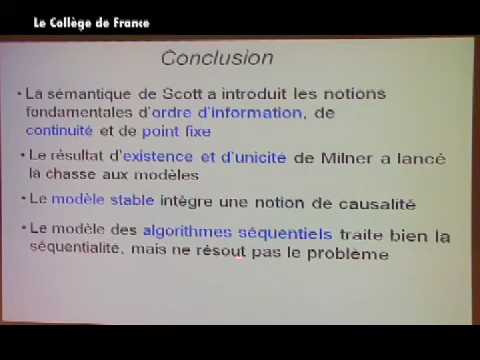 Le Collège de France
Conclusion
• La sémantique de Scott a introduit les notions
fondamentales d'ordre d'information, de
continuité et de point fixe
• Le résultat d'existence et d'unicité de Milner a lancé
la chasse aux modèles
• Le modèle stable intègre une notion de causalité
• Le modèle des algorithmes séquentiels traite bien la
séquentialité, mais ne résout pas le problème